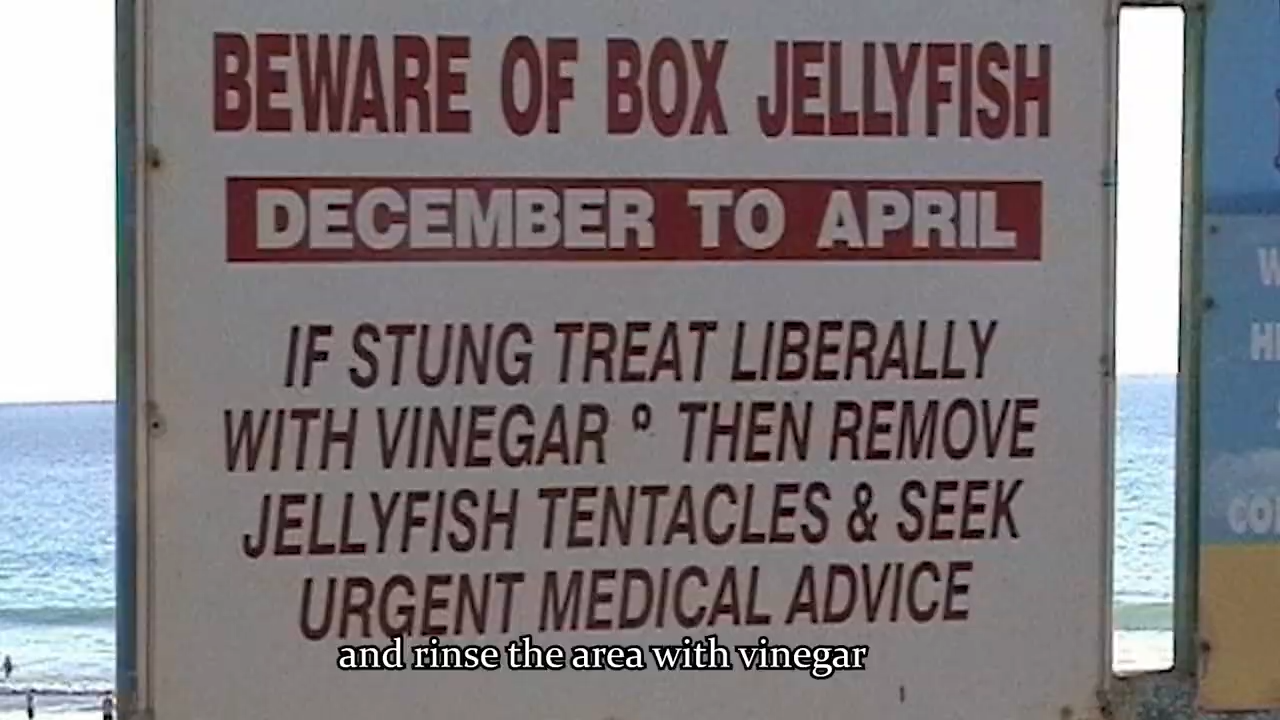 BEWARE OF BOX JELLYFISH
DECEMBER TO APRIL
IF STUNG TREAT LIBERALLY
WITH VINEGAR ° THEN REMOVE
JELLYFISH TENTACLES & SEEK
URGENT MEDICAL ADVICE
and rinse the area with vinegar